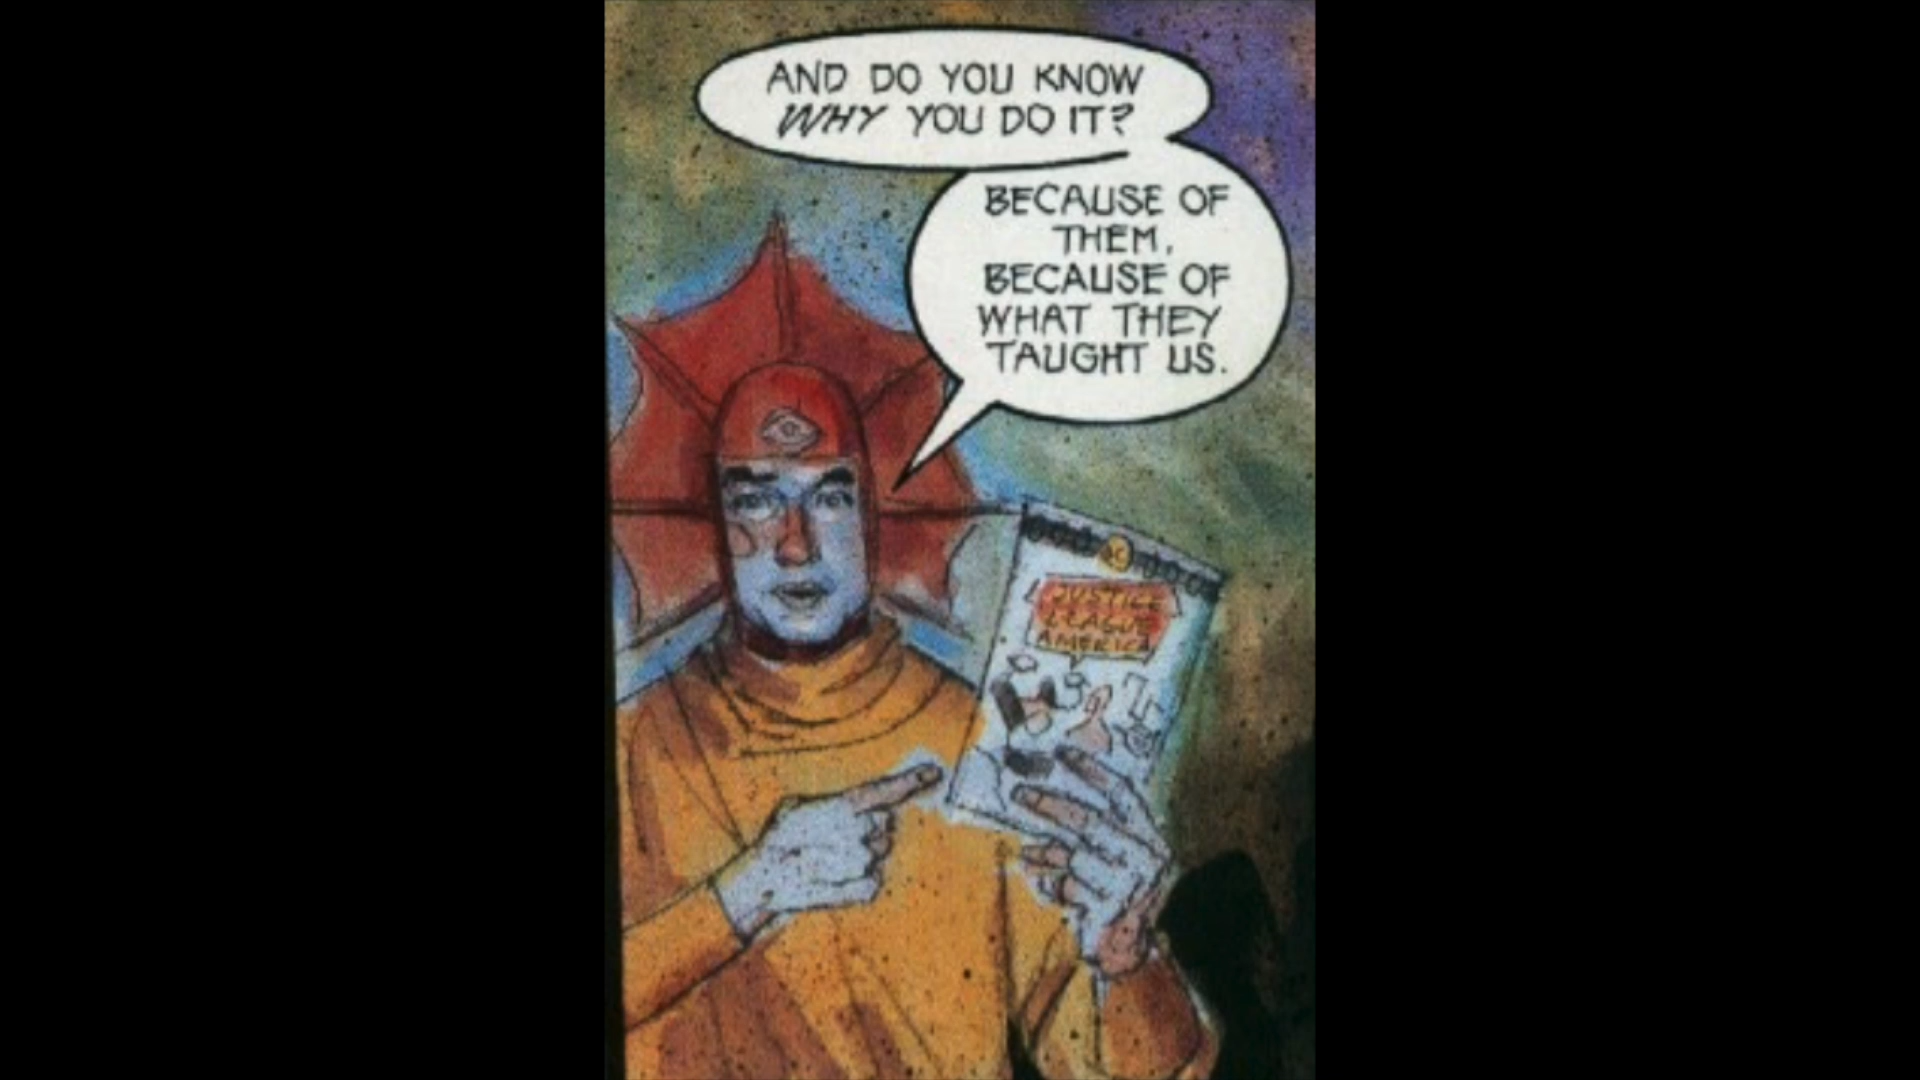 AND DO YOU KNOW
WHY YOU DO IT?
BECAUSE OF
THEM.
BECAUSE OF
WHAT THEY
TAUGHT US.
DC
JUSTICE
LEAGUE
AMERICA